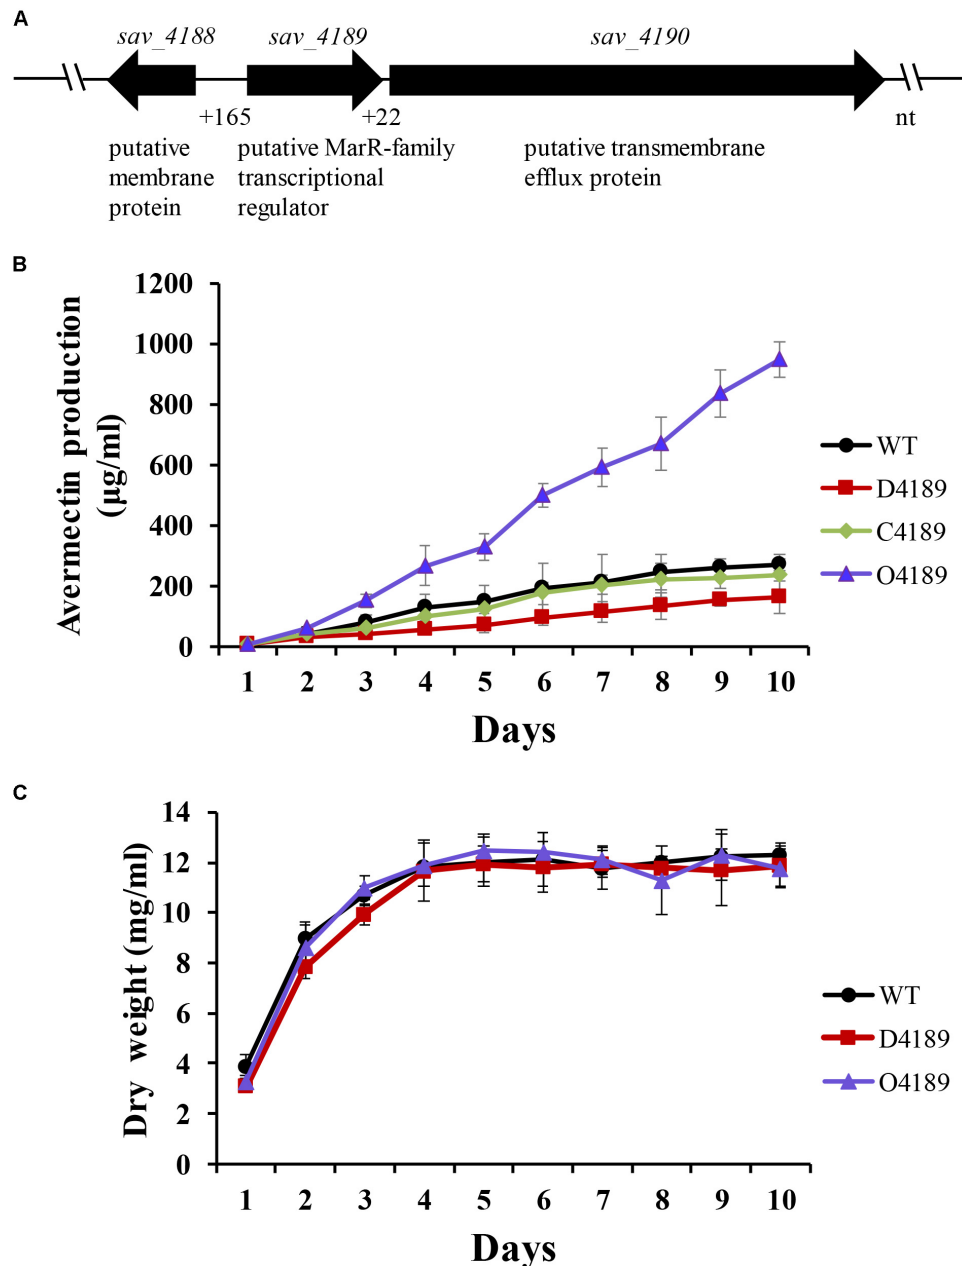 A
sav_4188 sav_4189 sav_4190
+165 +22 nt
putative
membrane
protein
putative MarR-family
transcriptional
regulator
putative transmembrane
efflux protein
B
Avermectin production
(µg/ml)
1200
1000
800
600
400
200
0
1 2 3 4 5 6 7 8 9 10
Days
WT
D4189
C4189
O4189
C
Dry weight (mg/ml)
14
12
10
8
6
4
2
0
1 2 3 4 5 6 7 8 9 10
Days
WT
D4189
O4189